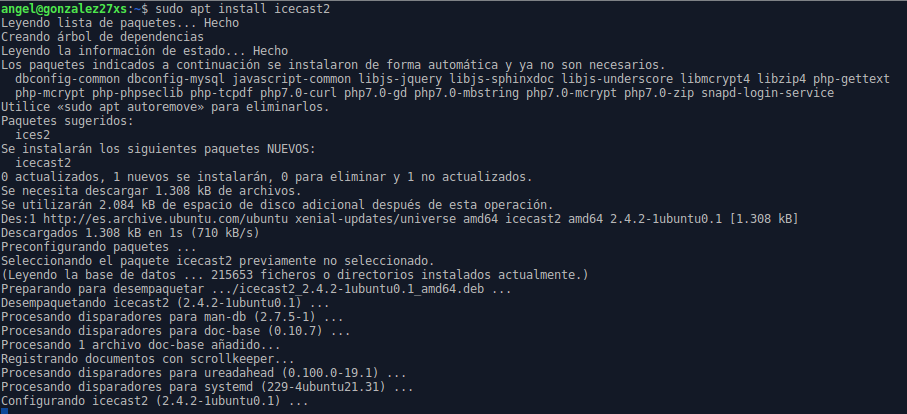 angel@gonzalez27xs:~$ sudo apt install icecast2
Leyendo lista de paquetes... Hecho
Creando árbol de dependencias
Leyendo la información de estado... Hecho
Los paquetes indicados a continuación se instalaron de forma automática y ya no son necesarios.
  dbconfig-common dbconfig-mysql javascript-common libjs-jquery libjs-sphinxdoc libjs-underscore libmcrypt4 libzip4 php-gettext
  php-mcrypt php-phpseclib php-tcpdf php7.0-curl php7.0-gd php7.0-mbstring php7.0-mcrypt php7.0-zip snapd-login-service
Utilice «sudo apt autoremove» para eliminarlos.
Paquetes sugeridos:
  ices2
Se instalarán los siguientes paquetes NUEVOS:
  icecast2
0 actualizados, 1 nuevos se instalarán, 0 para eliminar y 1 no actualizados.
Se necesita descargar 1.308 kB de archivos.
Se utilizarán 2.084 kB de espacio de disco adicional después de esta operación.
Des:1 http://es.archive.ubuntu.com/ubuntu xenial-updates/universe amd64 icecast2 amd64 2.4.2-1ubuntu0.1 [1.308 kB]
Descargados 1.308 kB en 1s (710 kB/s)
Preconfigurando paquetes ...
Seleccionando el paquete icecast2 previamente no seleccionado.
(Leyendo la base de datos ... 215653 ficheros o directorios instalados actualmente.)
Preparando para desempaquetar .../icecast2_2.4.2-1ubuntu0.1_amd64.deb ...
Desempaquetando icecast2 (2.4.2-1ubuntu0.1) ...
Procesando disparadores para man-db (2.7.5-1) ...
Procesando disparadores para doc-base (0.10.7) ...
Procesando 1 archivo doc-base añadido...
Registrando documentos con scrollkeeper...
Procesando disparadores para ureadahead (0.100.0-19.1) ...
Procesando disparadores para systemd (229-4ubuntu21.31) ...
Configurando icecast2 (2.4.2-1ubuntu0.1) ...